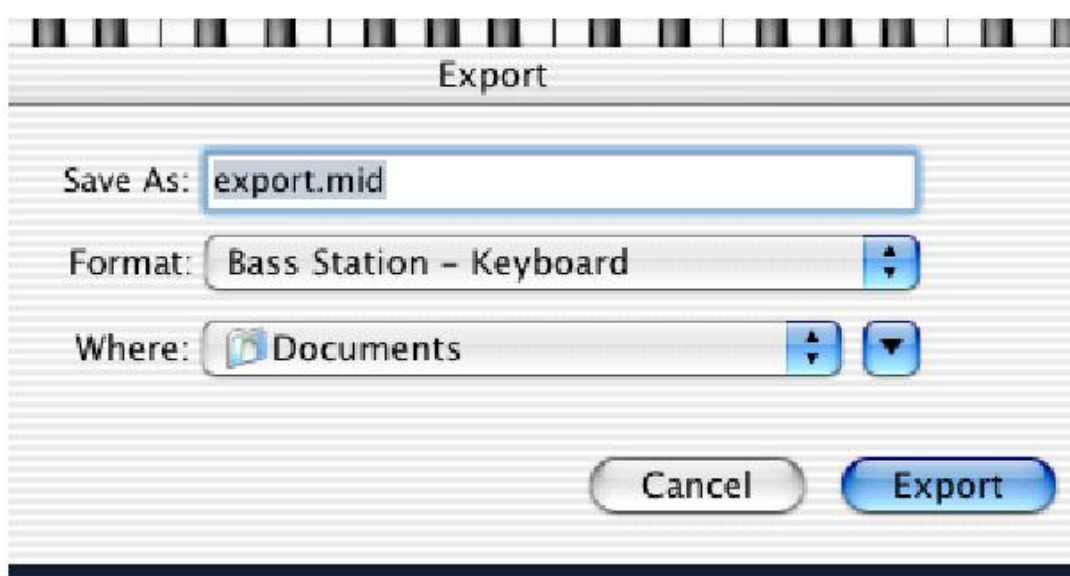 Export
Save As: export.mid
Format: Bass Station – Keyboard
Where: Documents
Cancel Export